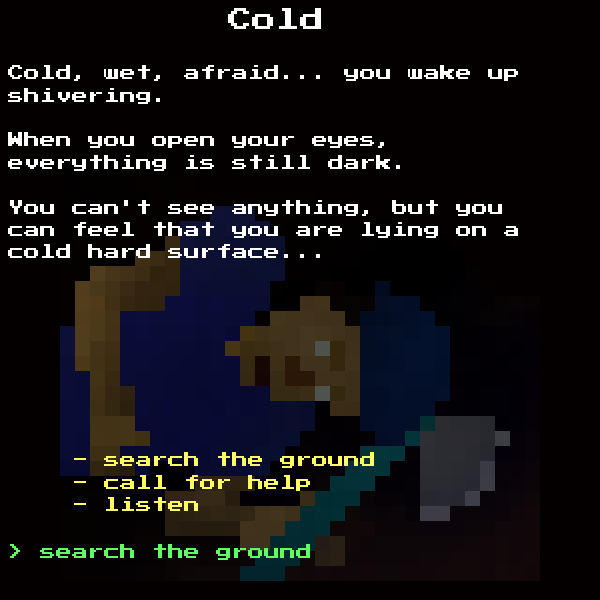 Cold
Cold, wet, afraid... you wake up
shivering.
When you open your eyes,
everything is still dark.
You can't see anything, but you
can feel that you are lying on a
cold hard surface...
- search the ground
- call for help
- listen
> search the ground